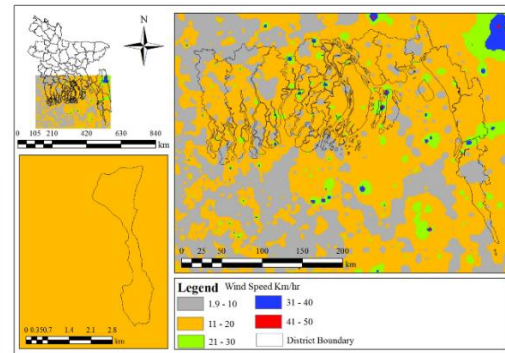 N
0 105 210 420 630 840
km
0 0.35 0.7 1.4 2.1 2.8
km
0 25 50 100 150 200
km
Legend Wind Speed Km/hr
1.9 - 10
31 - 40
11 - 20
41 - 50
21 - 30
District Boundary